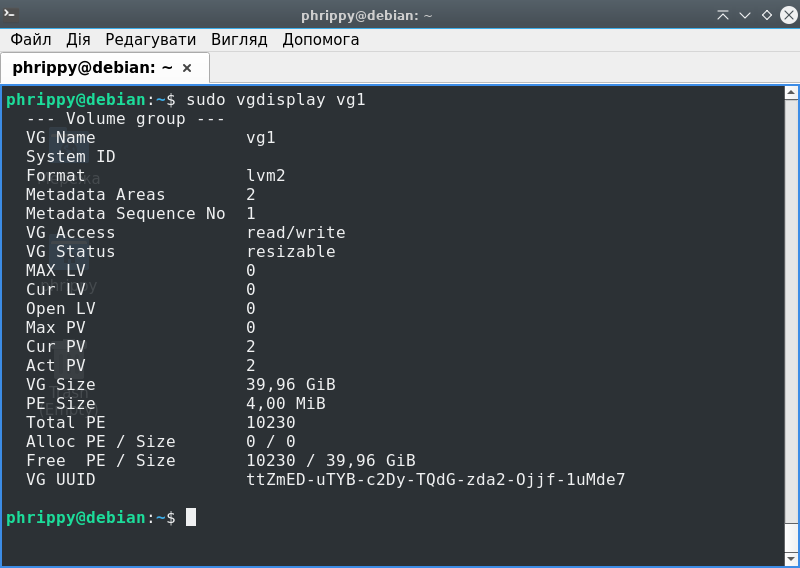 phrippy@debian: ~
Файл Дія Редагувати Вигляд Допомога
phrippy@debian: ~ ×
phrippy@debian:~$ sudo vgdisplay vg1
--- Volume group ---
VG Name vg1
System ID
Format lvm2
Metadata Areas 2
Metadata Sequence No 1
VG Access read/write
VG Status resizable
MAX LV 0
Cur LV 0
Open LV 0
Max PV 0
Cur PV 2
Act PV 2
VG Size 39,96 GiB
PE Size 4,00 MiB
Total PE 10230
Alloc PE / Size 0 / 0
Free  PE / Size 10230 / 39,96 GiB
VG UUID ttZmED-uTYB-c2Dy-TQdG-zda2-Ojjf-1uMde7
phrippy@debian:~$